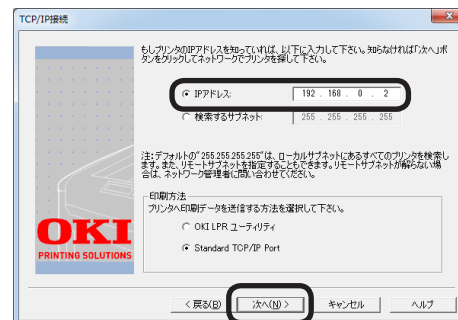 TCP/IP接続
もしプリンタのIPアドレスを知っていれば、以下に入力して下さい。知らなければ「次へ」ボ
タンをクリックしてネットワークでプリンタを探して下さい。
IPアドレス: 192 . 168 . 0 . 2
検索するサブネット: 255 . 255 . 255 . 255
注:デフォルトの"255.255.255.255"は、ローカルサブネットにあるすべてのプリンタを検索し
ます。また、リモートサブネットを指定することもできます。リモートサブネットが解らない場
合は、ネットワーク管理者に問い合わせてください。
印刷方法
プリンタへ印刷データを送信する方法を選択して下さい。
OKI LPR ユーティリティ
Standard TCP/IP Port
OKI
PRINTING SOLUTIONS
< 戻る(B)
次へ(N) >
キャンセル
ヘルプ